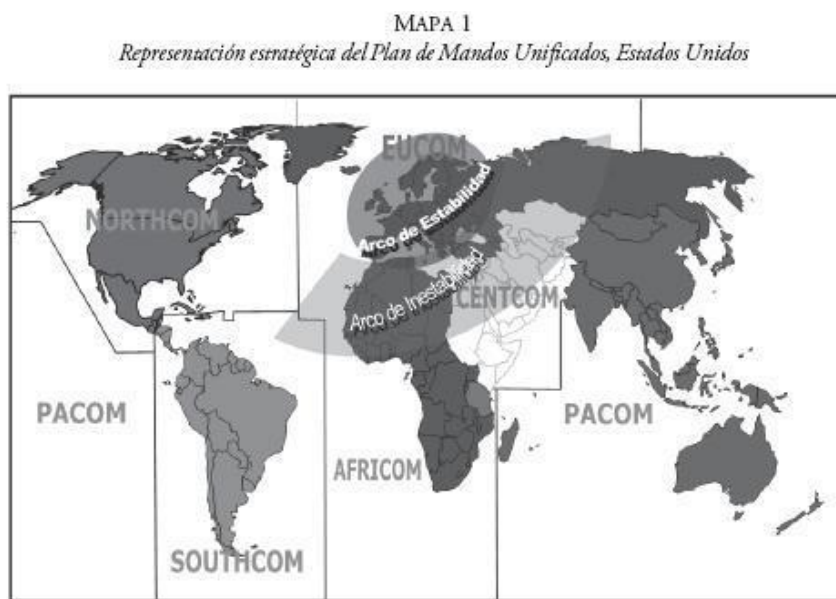 MAPA 1
Representación estratégica del Plan de Mandos Unificados, Estados Unidos
EUCOM
NORTHCOM
Arco de Estabilidad
Arco de Inestabilidad
CENTCOM
PACOM
PACOM
AFRICOM
SOUTHCOM